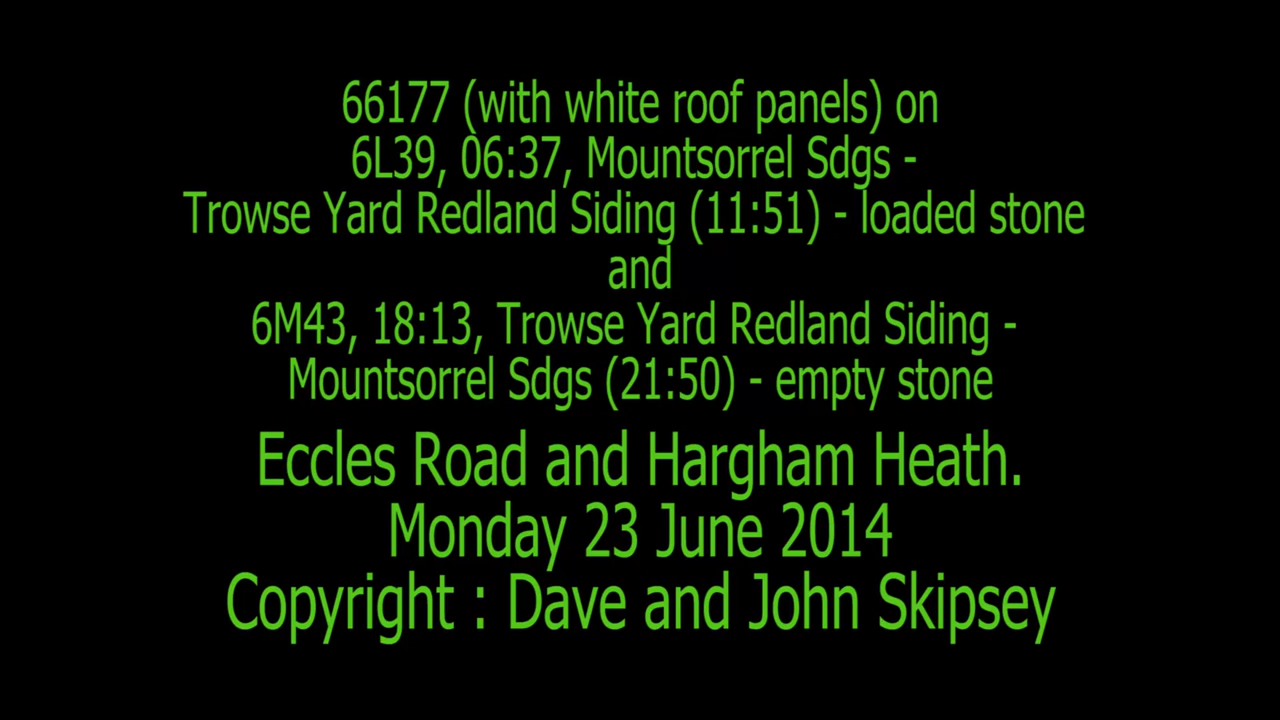 66177 (with white roof panels) on
6L39, 06:37, Mountsorrel Sdgs -
Trowse Yard Redland Siding (11:51) - loaded stone
and
6M43, 18:13, Trowse Yard Redland Siding -
Mountsorrel Sdgs (21:50) - empty stone
Eccles Road and Hargham Heath.
Monday 23 June 2014
Copyright : Dave and John Skipsey